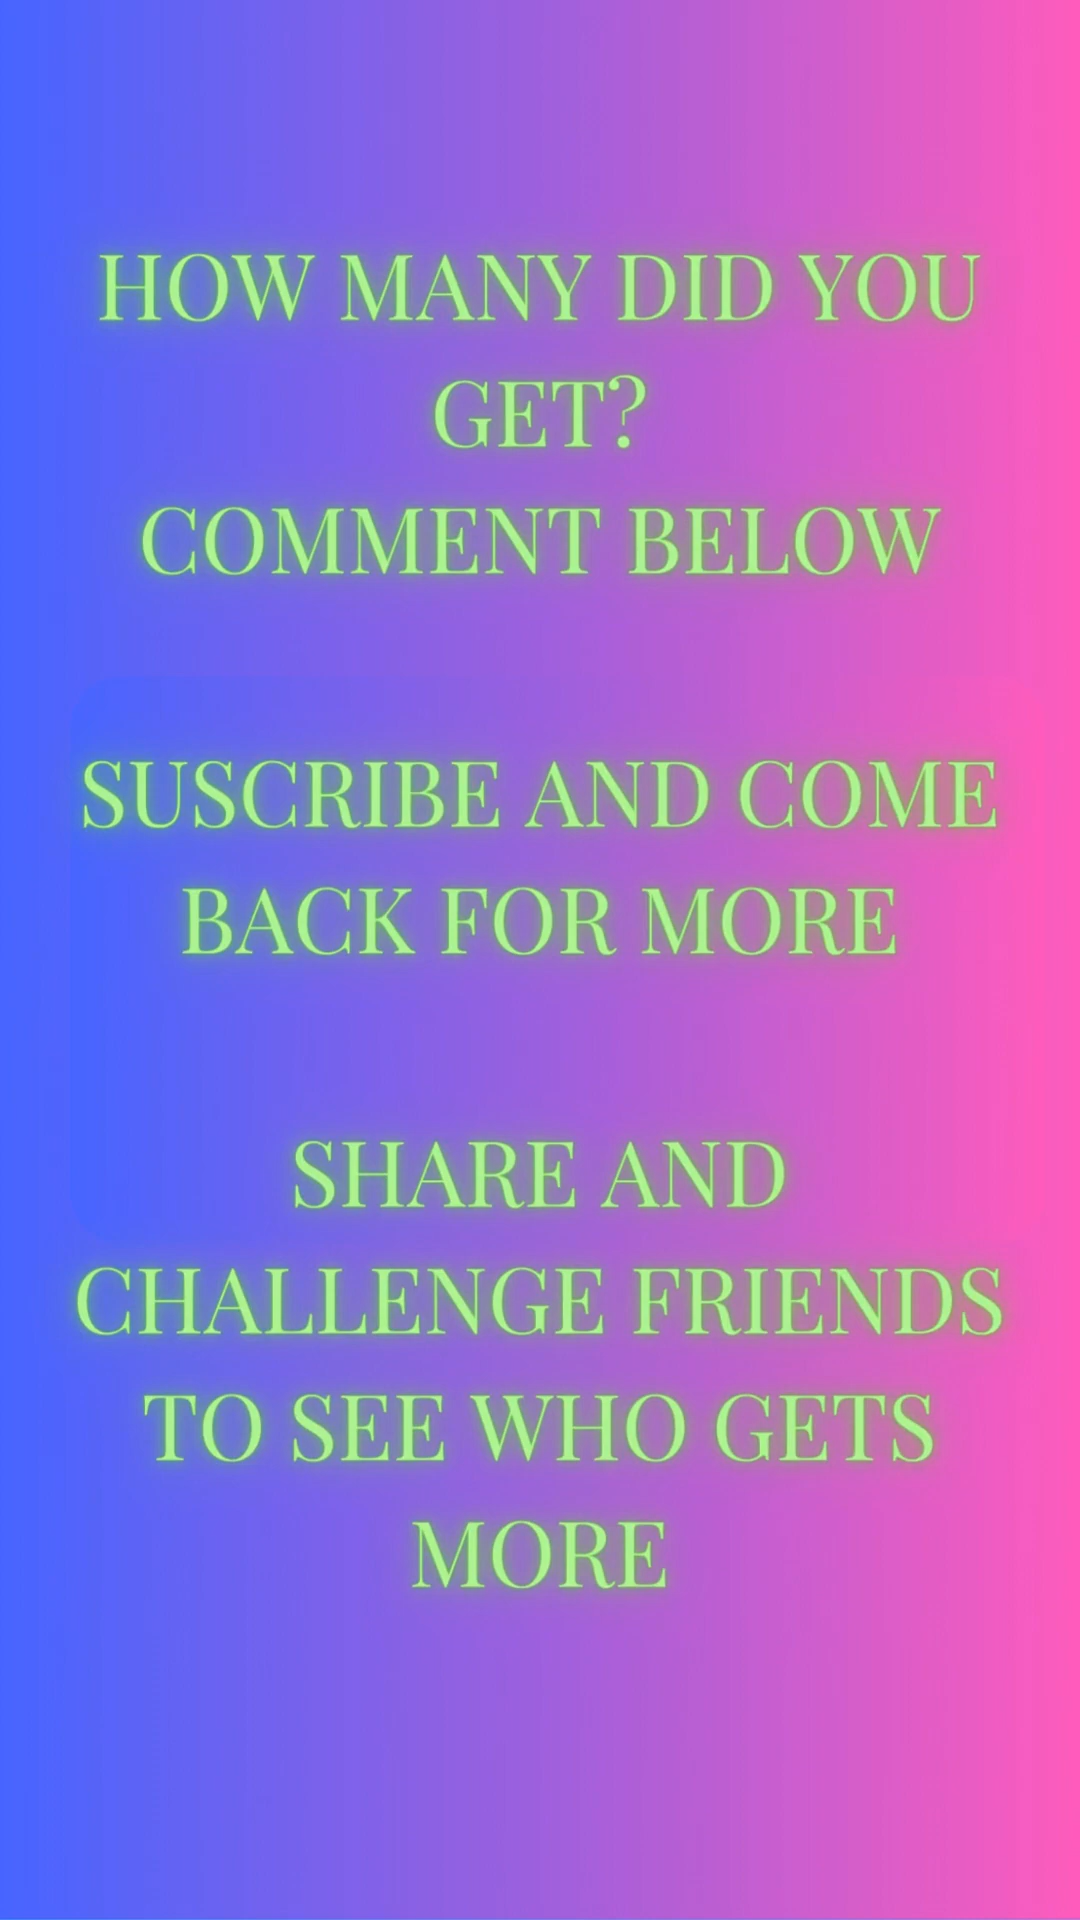 HOW MANY DID YOU
GET?
COMMENT BELOW
SUSCRIBE AND COME
BACK FOR MORE
SHARE AND
CHALLENGE FRIENDS
TO SEE WHO GETS
MORE